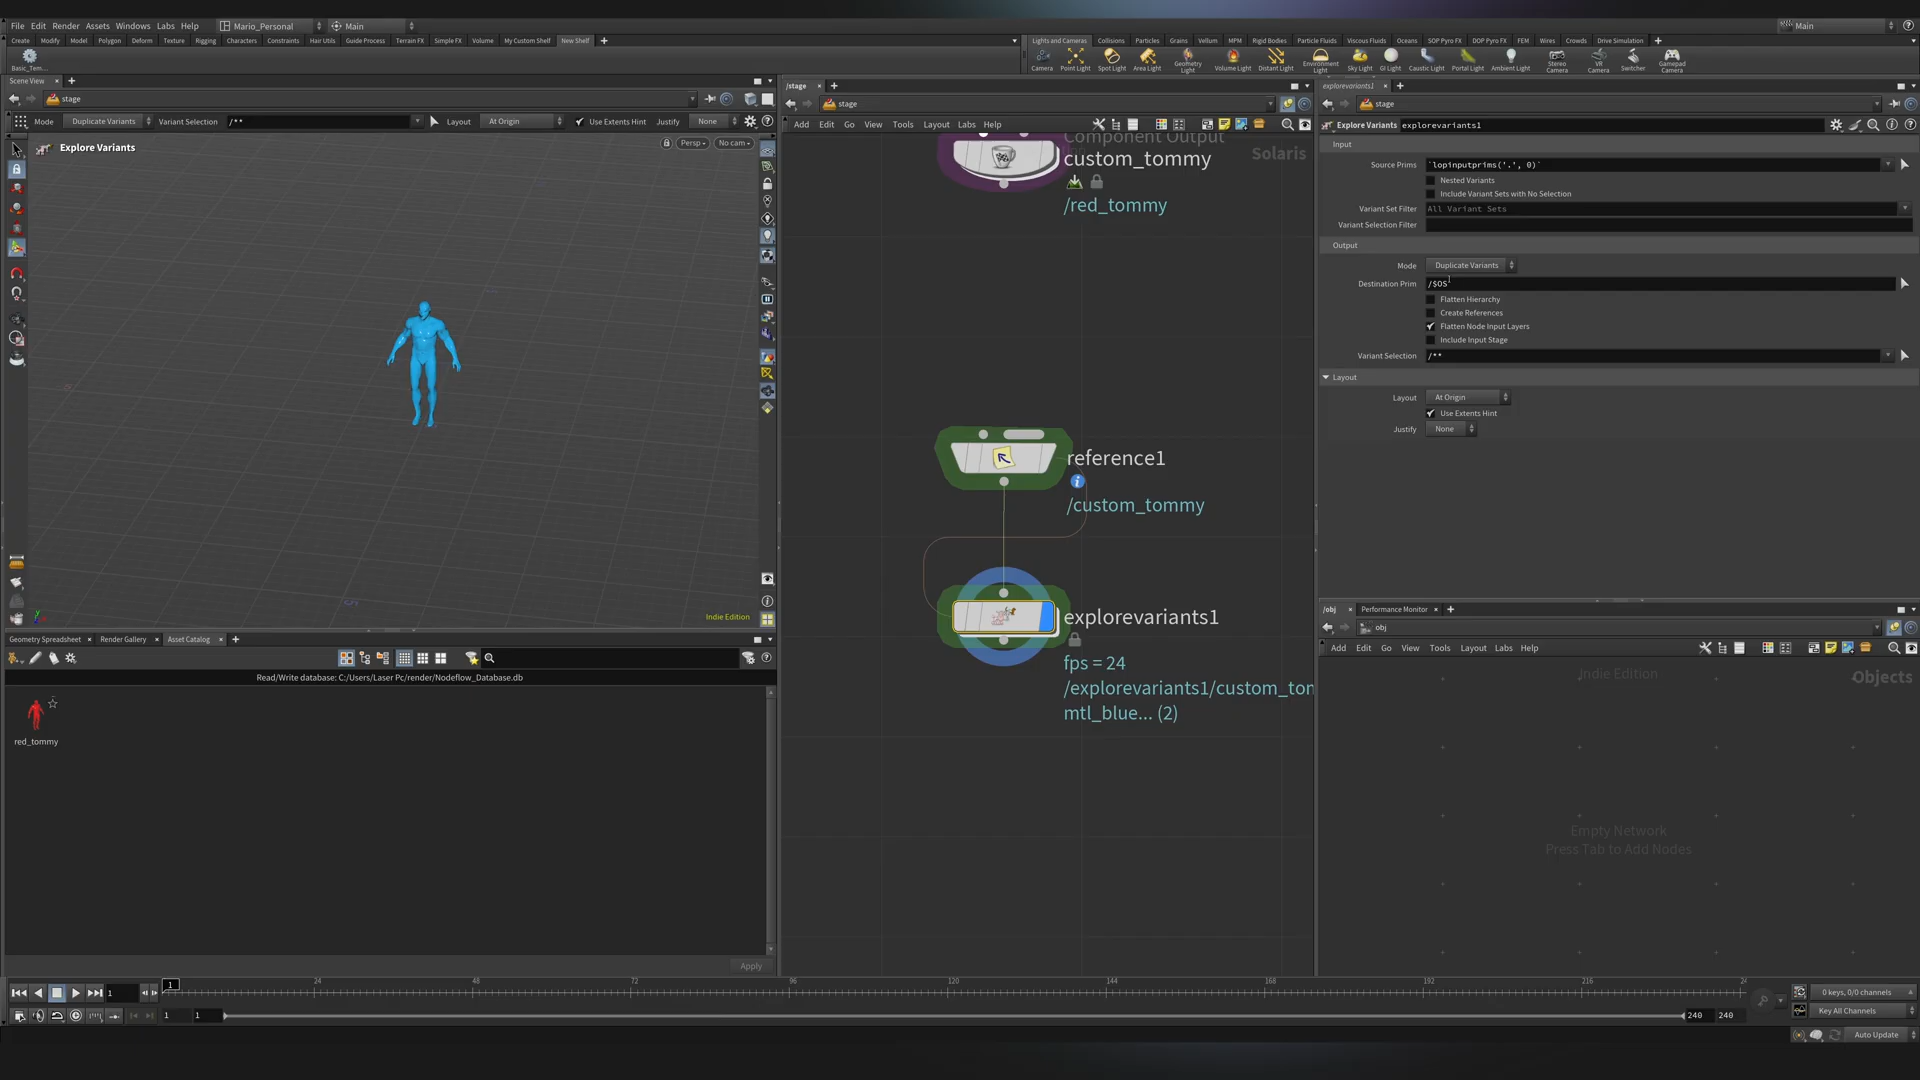 File Edit Render Assets Windows Labs Help Mario_Personal Main Main
Create Modify Model Polygon Deform Texture Rigging Characters Constraints Hair Utils Guide Process Terrain FX Simple FX Volume My Custom Shelf New Shelf
Lights and Cameras Collisions Particles Grains Vellum MPM Rigid Bodies Particle Fluids Viscous Fluids Oceans SOP Pyro FX DOP Pyro FX FEM Wires Crowds Drive Simulation
Basic_Tem...
Camera Point Light Spot Light Area Light Geometry Light Volume Light Distant Light Environment Light Sky Light GI Light Caustic Light Portal Light Ambient Light Stereo Camera VR Camera Switcher Gamepad Camera
Scene View
stage
Mode Duplicate Variants Variant Selection /** Layout At Origin Use Extents Hint Justify None
Explore Variants
Persp No cam
Indie Edition
/stage
stage
Add Edit Go View Tools Layout Labs Help
Component Output
custom_tommy
Solaris
/red_tommy
reference1
/custom_tommy
explorevariants1
fps = 24
/explorevariants1/custom_ton
mtl_blue... (2)
explorevariants1
stage
Explore Variants explorevariants1
Input
Source Prims `lopinputprims('.', 0)`
Nested Variants
Include Variant Sets with No Selection
Variant Set Filter All Variant Sets
Variant Selection Filter
Output
Mode Duplicate Variants
Destination Prim /$OS
Flatten Hierarchy
Create References
Flatten Node Input Layers
Include Input Stage
Variant Selection /**
Layout
Layout At Origin
Use Extents Hint
Justify None
/obj Performance Monitor
obj
Add Edit Go View Tools Layout Labs Help
Indie Edition
Objects
Empty Network
Press Tab to Add Nodes
Geometry Spreadsheet Render Gallery Asset Catalog
Read/Write database: C:/Users/Laser Pc/render/Nodeflow_Database.db
red_tommy
Apply
1 1 24 48 72 96 120 144 168 192 216 24
0 keys, 0/0 channels
1 1 240 240
Key All Channels
Auto Update